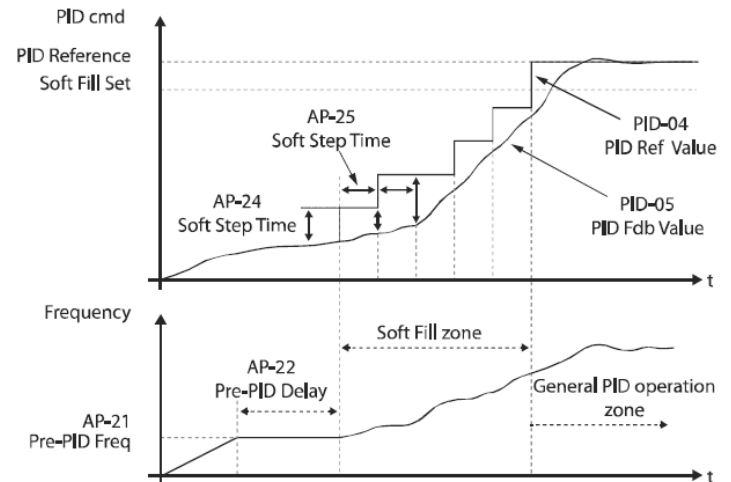 PID cmd
PID Reference
Soft Fill Set
AP-25
Soft Step Time
AP-24
Soft Step Time
PID-04
PID Ref Value
PID-05
PID Fdb Value
t
Frequency
Soft Fill zone
AP-22
Pre-PID Delay
General PID operation
zone
AP-21
Pre-PID Freq
t